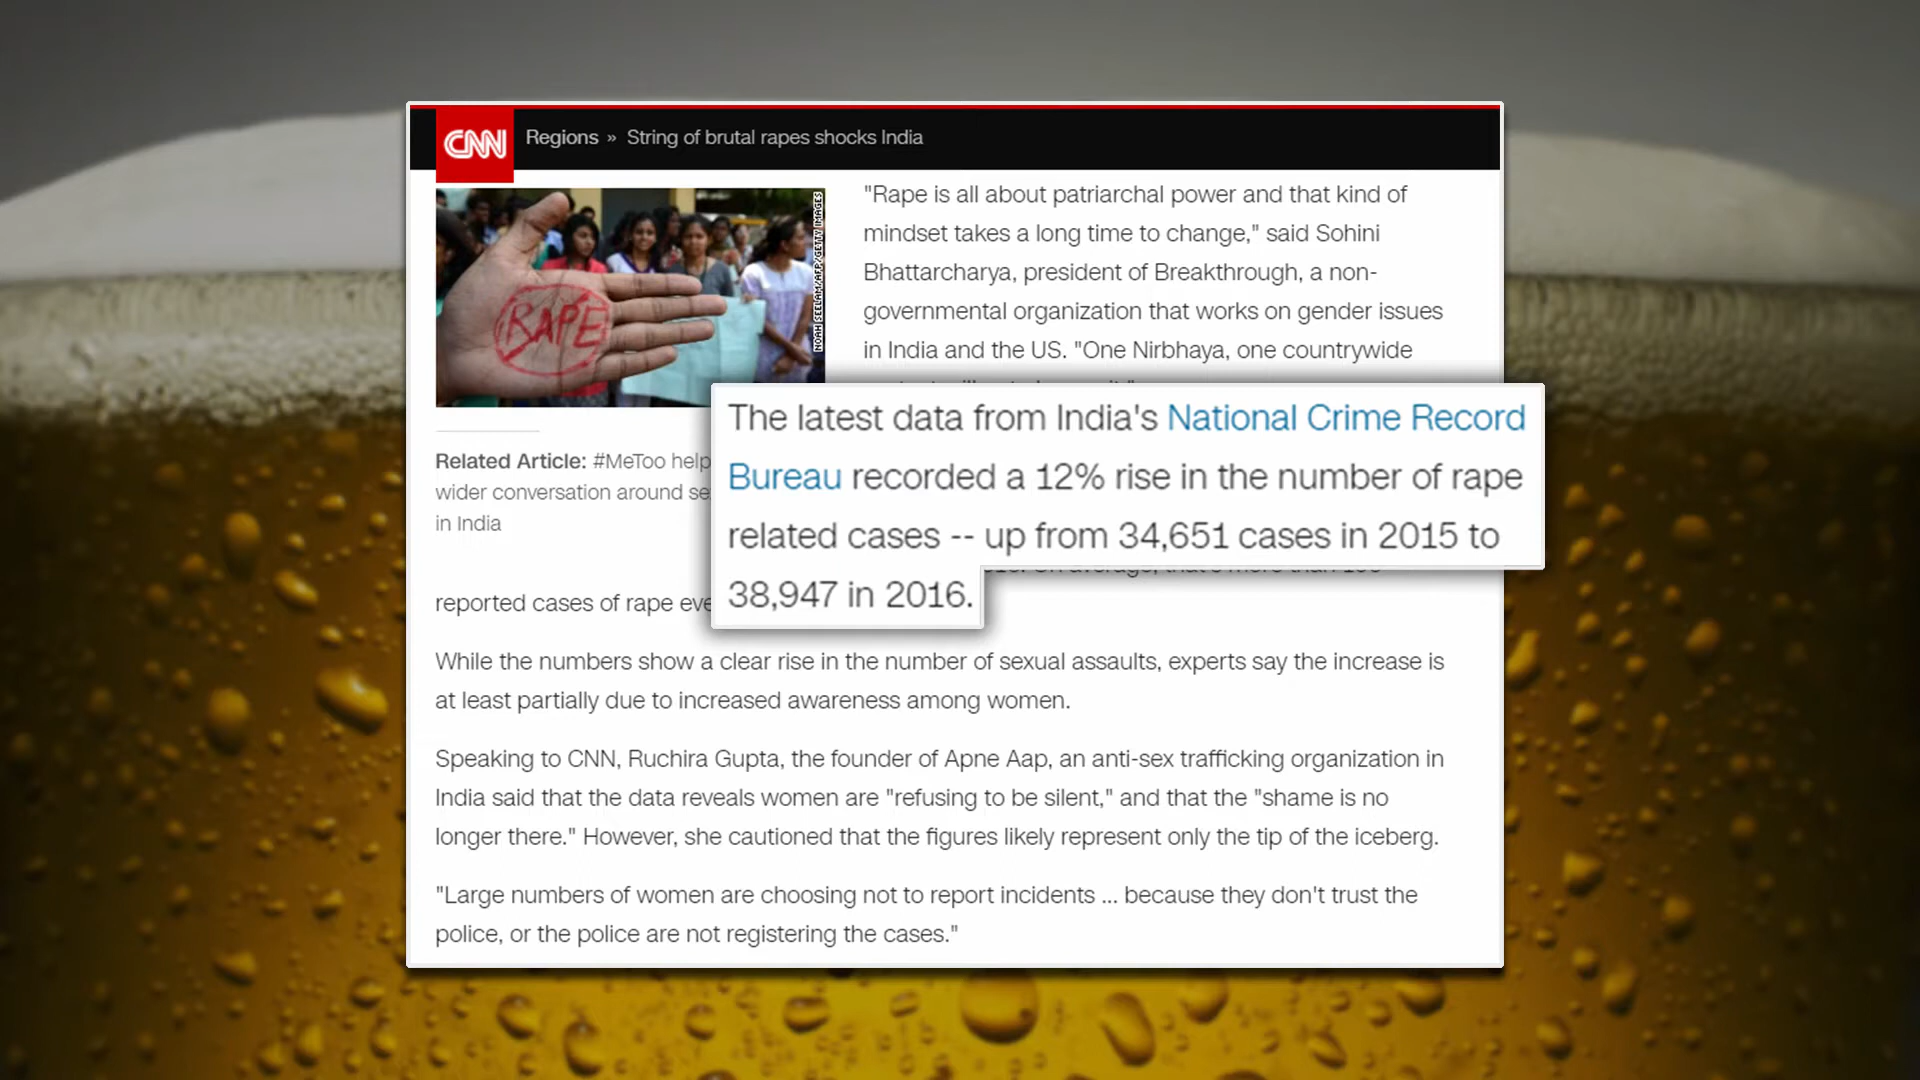 CNN
Regions » String of brutal rapes shocks India
RAPE
NOAH SEELAM/AFP/GETTY IMAGES
"Rape is all about patriarchal power and that kind of
mindset takes a long time to change," said Sohini
Bhattarcharya, president of Breakthrough, a non-
governmental organization that works on gender issues
in India and the US. "One Nirbhaya, one countrywide
Related Article: #MeToo help
wider conversation around se
in India
The latest data from India's National Crime Record
Bureau recorded a 12% rise in the number of rape
related cases -- up from 34,651 cases in 2015 to
38,947 in 2016.
reported cases of rape eve
While the numbers show a clear rise in the number of sexual assaults, experts say the increase is
at least partially due to increased awareness among women.
Speaking to CNN, Ruchira Gupta, the founder of Apne Aap, an anti-sex trafficking organization in
India said that the data reveals women are "refusing to be silent," and that the "shame is no
longer there." However, she cautioned that the figures likely represent only the tip of the iceberg.
"Large numbers of women are choosing not to report incidents ... because they don't trust the
police, or the police are not registering the cases."